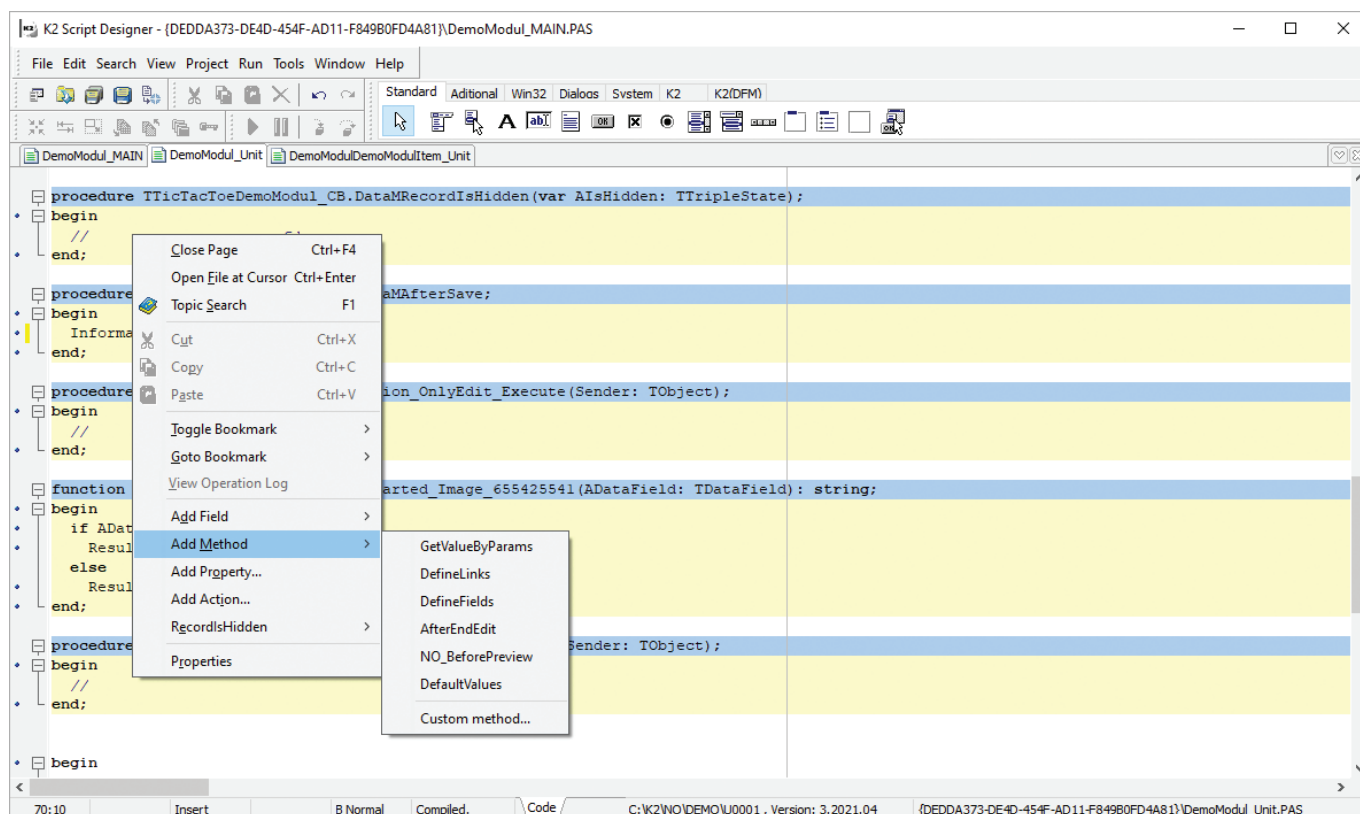 K2 Script Designer - {DEDDA373-DE4D-454F-AD11-F849B0FD4A81}\DemoModul_MAIN.PAS
File Edit Search View Project Run Tools Window Help
Standard Aditional Win32 Dialogs System K2 K2(DFM)
DemoModul_MAIN DemoModul_Unit DemoModulDemoModulItem_Unit
procedure TTicTacToeDemoModul_CB.DataMRecordIsHidden(var AIsHidden: TTripleState);
begin
//
end;
procedure aMAfterSave;
begin
Informa
end;
procedure ion_OnlyEdit_Execute(Sender: TObject);
begin
//
end;
function arted_Image_655425541(ADataField: TDataField): string;
begin
if ADat
Resul
else
Resul
end;
procedure Sender: TObject);
begin
//
end;
begin
Close Page Ctrl+F4
Open File at Cursor Ctrl+Enter
Topic Search F1
Cut Ctrl+X
Copy Ctrl+C
Paste Ctrl+V
Toggle Bookmark
Goto Bookmark
View Operation Log
Add Field
Add Method
Add Property...
Add Action...
RecordIsHidden
Properties
GetValueByParams
DefineLinks
DefineFields
AfterEndEdit
NO_BeforePreview
DefaultValues
Custom method...
70:10 Insert B Normal Compiled. Code C:\K2\NO\DEMO\U0001 , Version: 3.2021.04 {DEDDA373-DE4D-454F-AD11-F849B0FD4A81}\DemoModul_Unit.PAS